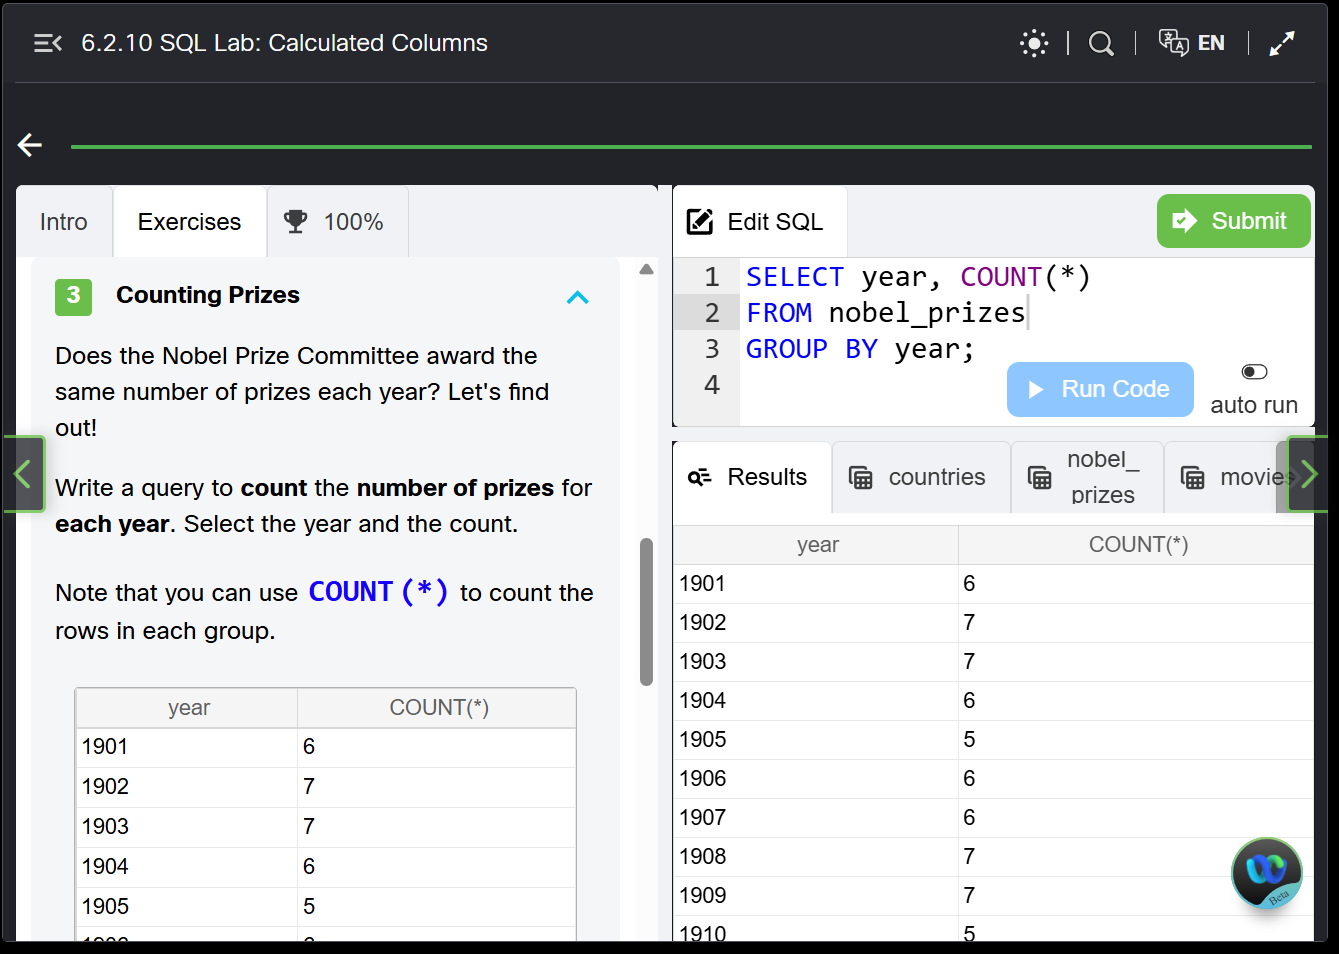 6.2.10 SQL Lab: Calculated Columns
EN
Intro
Exercises
100%
3
Counting Prizes
Does the Nobel Prize Committee award the
same number of prizes each year? Let's find
out!
Write a query to count the number of prizes for
each year. Select the year and the count.
Note that you can use COUNT(*) to count the
rows in each group.
year COUNT(*)
1901 6
1902 7
1903 7
1904 6
1905 5
Edit SQL
Submit
1 SELECT year, COUNT(*)
2 FROM nobel_prizes
3 GROUP BY year;
4
Run Code
auto run
Results
countries
nobel_
prizes
movies
year COUNT(*)
1901 6
1902 7
1903 7
1904 6
1905 5
1906 6
1907 6
1908 7
1909 7
1910 5
Beta